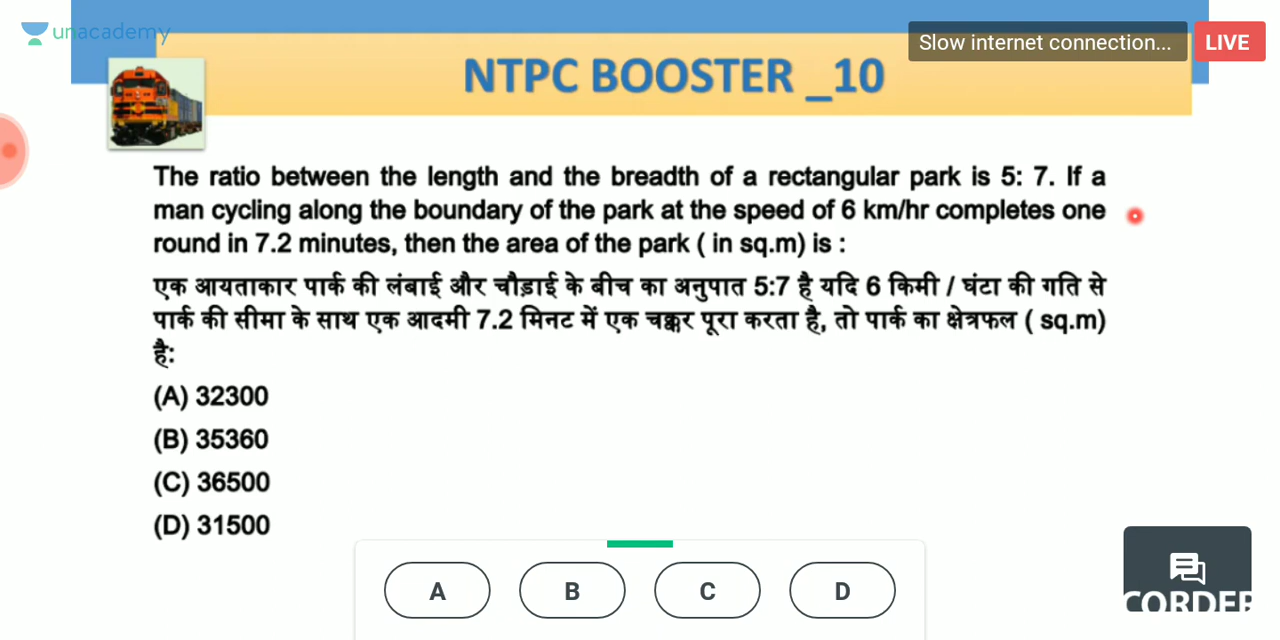 unacademy
Slow internet connection...
LIVE
NTPC BOOSTER _10
The ratio between the length and the breadth of a rectangular park is 5: 7. If a
man cycling along the boundary of the park at the speed of 6 km/hr completes one
round in 7.2 minutes, then the area of the park ( in sq.m) is :
एक आयताकार पार्क की लंबाई और चौड़ाई के बीच का अनुपात 5:7 है यदि 6 किमी / घंटा की गति से
पार्क की सीमा के साथ एक आदमी 7.2 मिनट में एक चक्कर पूरा करता है, तो पार्क का क्षेत्रफल ( sq.m)
है:
(A) 32300
(B) 35360
(C) 36500
(D) 31500
A B C D
CORDER